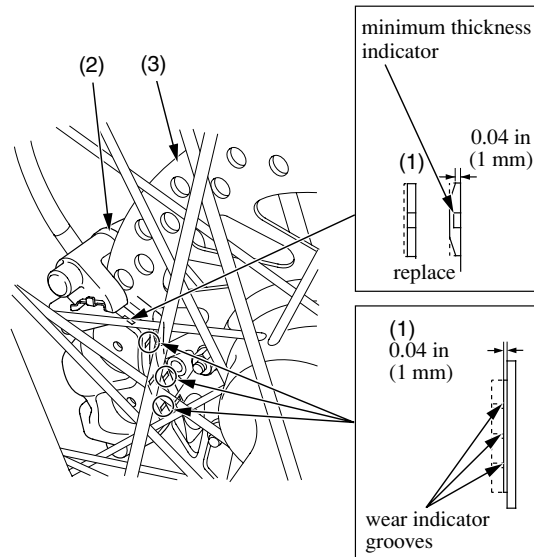 (2)
(3)
minimum thickness
indicator
(1)
0.04 in
(1 mm)
replace
(1)
0.04 in
(1 mm)
wear indicator
grooves